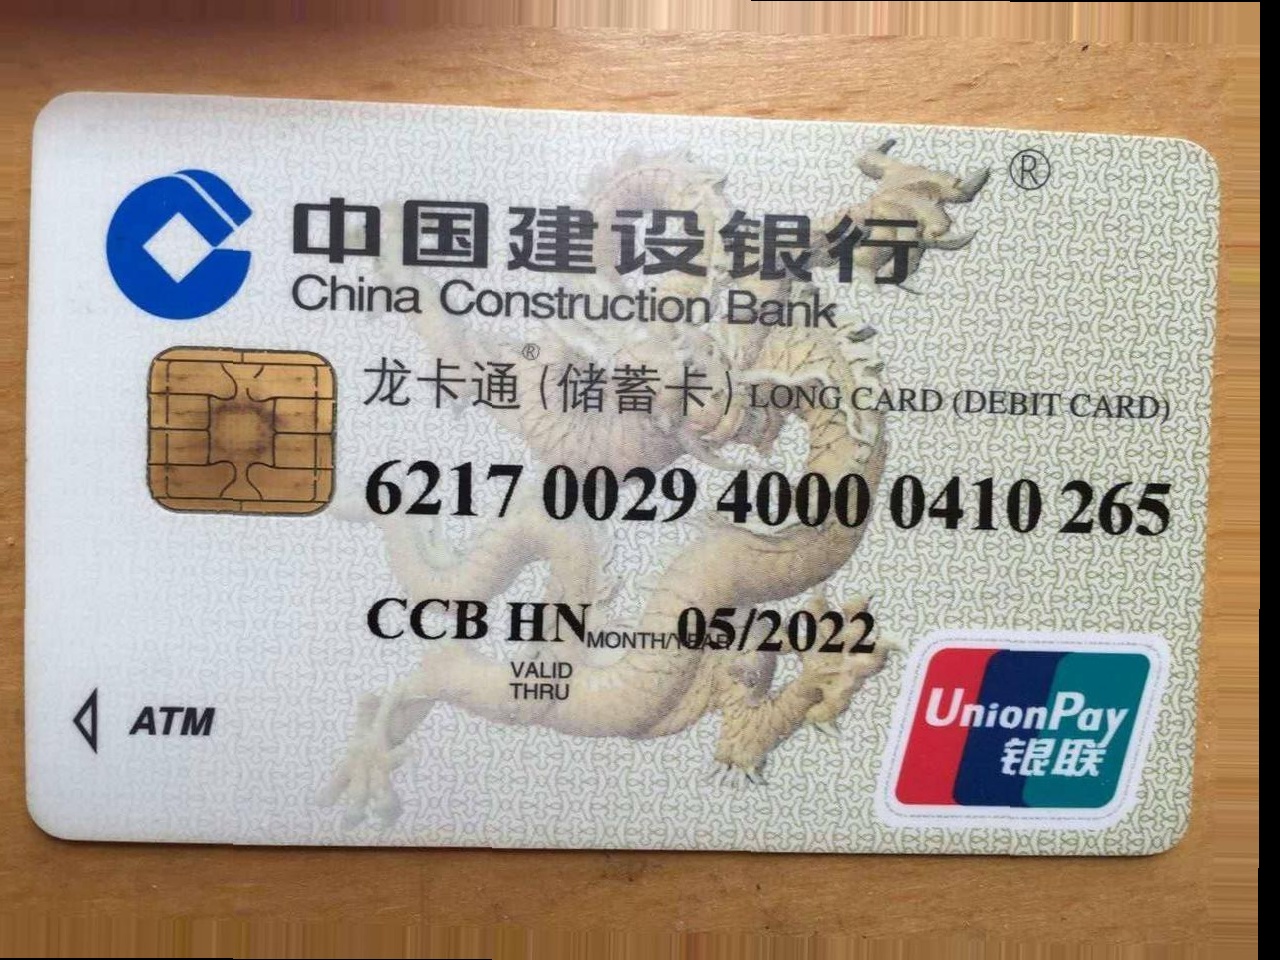 ®
中国建设银行
China Construction Bank
龙卡通®(储蓄卡) LONG CARD (DEBIT CARD)
6217 0029 4000 0410 265
CCB HN MONTH/YEAR 05/2022
VALID
THRU
ATM
UnionPay
银联